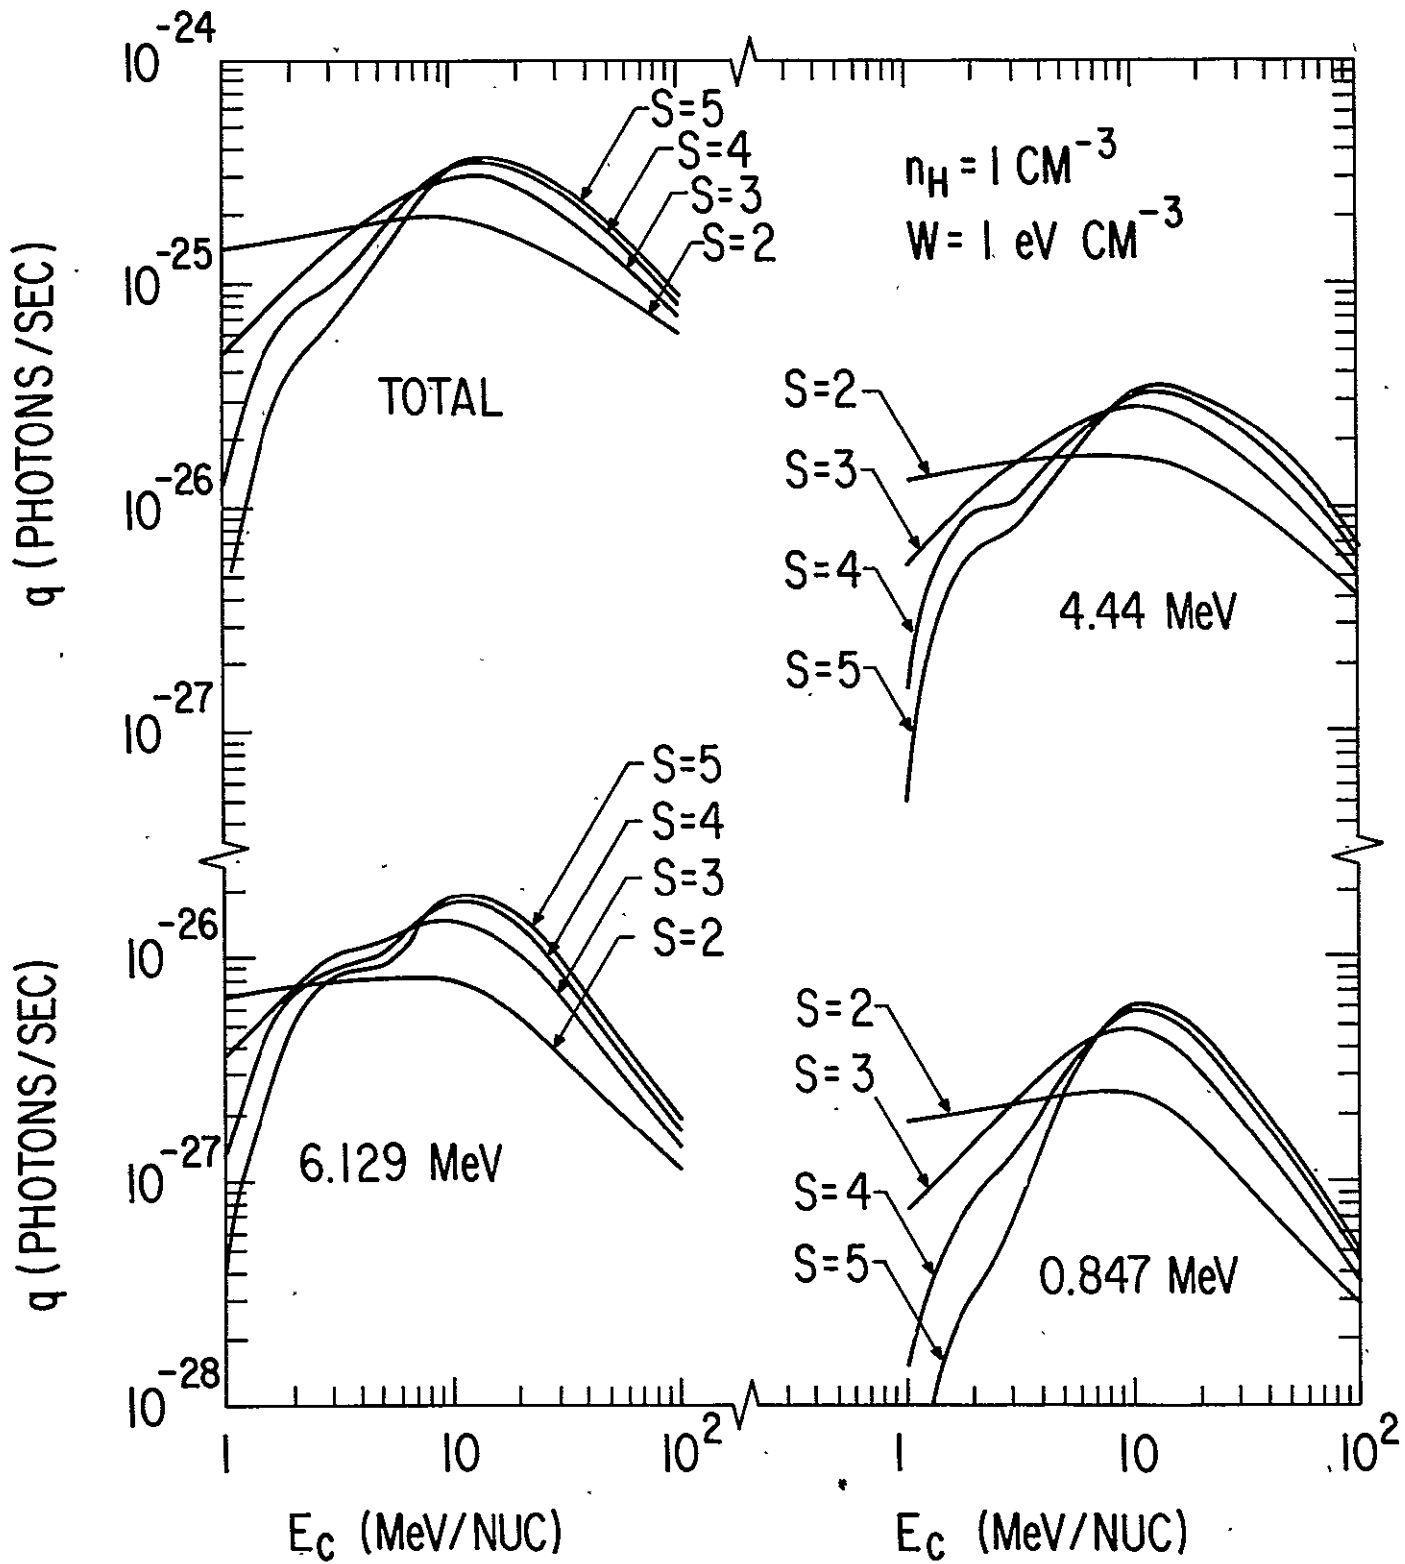 10^-24
10^-25
10^-26
10^-27
q (PHOTONS/SEC)
S=5
S=4
S=3
S=2
TOTAL
n_H = 1 CM^-3
W = 1 eV CM^-3
S=2
S=3
S=4
S=5
4.44 MeV
10^-26
10^-27
10^-28
q (PHOTONS/SEC)
S=5
S=4
S=3
S=2
6.129 MeV
S=2
S=3
S=4
S=5
0.847 MeV
1 10 10^2
1 10 10^2
E_C (MeV/NUC)
E_C (MeV/NUC)